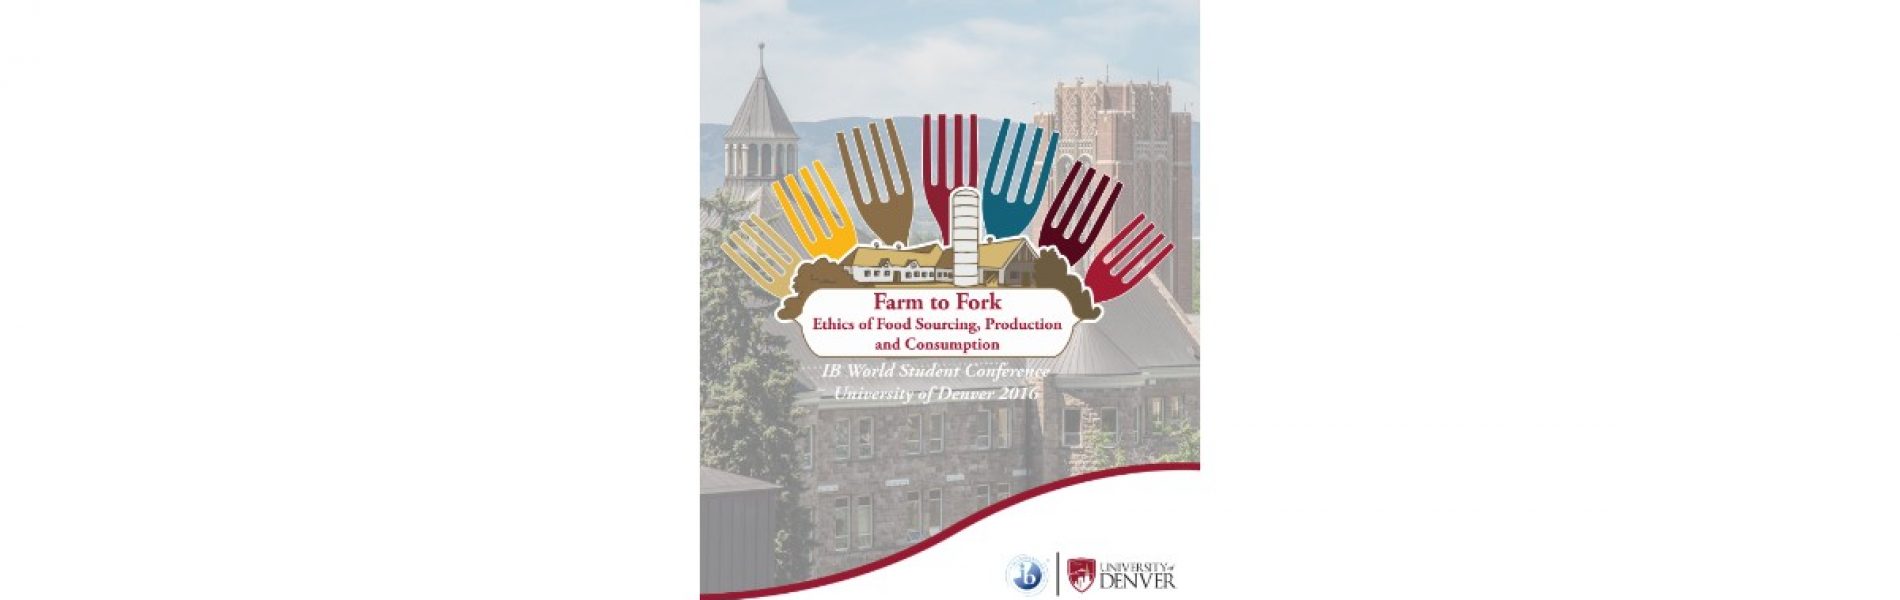 Farm to Fork
Ethics of Food Sourcing, Production
and Consumption
IB World Student Conference
University of Denver 2016
ib
UNIVERSITY of
DENVER